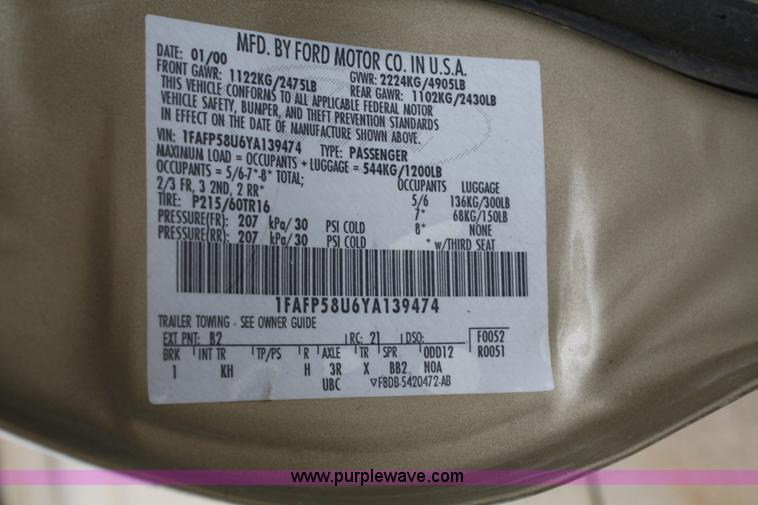 MFD. BY FORD MOTOR CO. IN U.S.A.
DATE: 01/00 GVWR: 2224KG/4905LB
FRONT GAWR: 1122KG/2475LB REAR GAWR: 1102KG/2430LB
THIS VEHICLE CONFORMS TO ALL APPLICABLE FEDERAL MOTOR
VEHICLE SAFETY, BUMPER, AND THEFT PREVENTION STANDARDS
IN EFFECT ON THE DATE OF MANUFACTURE SHOWN ABOVE.
VIN: 1FAFP58U6YA139474 TYPE: PASSENGER
MAXIMUM LOAD = OCCUPANTS + LUGGAGE = 544KG/1200LB
OCCUPANTS = 5/6-7*-8* TOTAL; OCCUPANTS LUGGAGE
2/3 FR, 3 2ND, 2 RR* 5/6 136KG/300LB
TIRE: P215/60TR16 7* 68KG/150LB
PRESSURE(FR): 207 kPa/30 PSI COLD 8* NONE
PRESSURE(RR): 207 kPa/30 PSI COLD * w/THIRD SEAT
1FAFP58U6YA139474
TRAILER TOWING - SEE OWNER GUIDE
EXT PNT: B2 RC: 21 DSO: F0052
BRK INT TR TP/PS R AXLE TR SPR ODD12 R0051
1 KH H 3R X BB2 NOA
UBC ▽F8DB-5420472-AB
www.purplewave.com